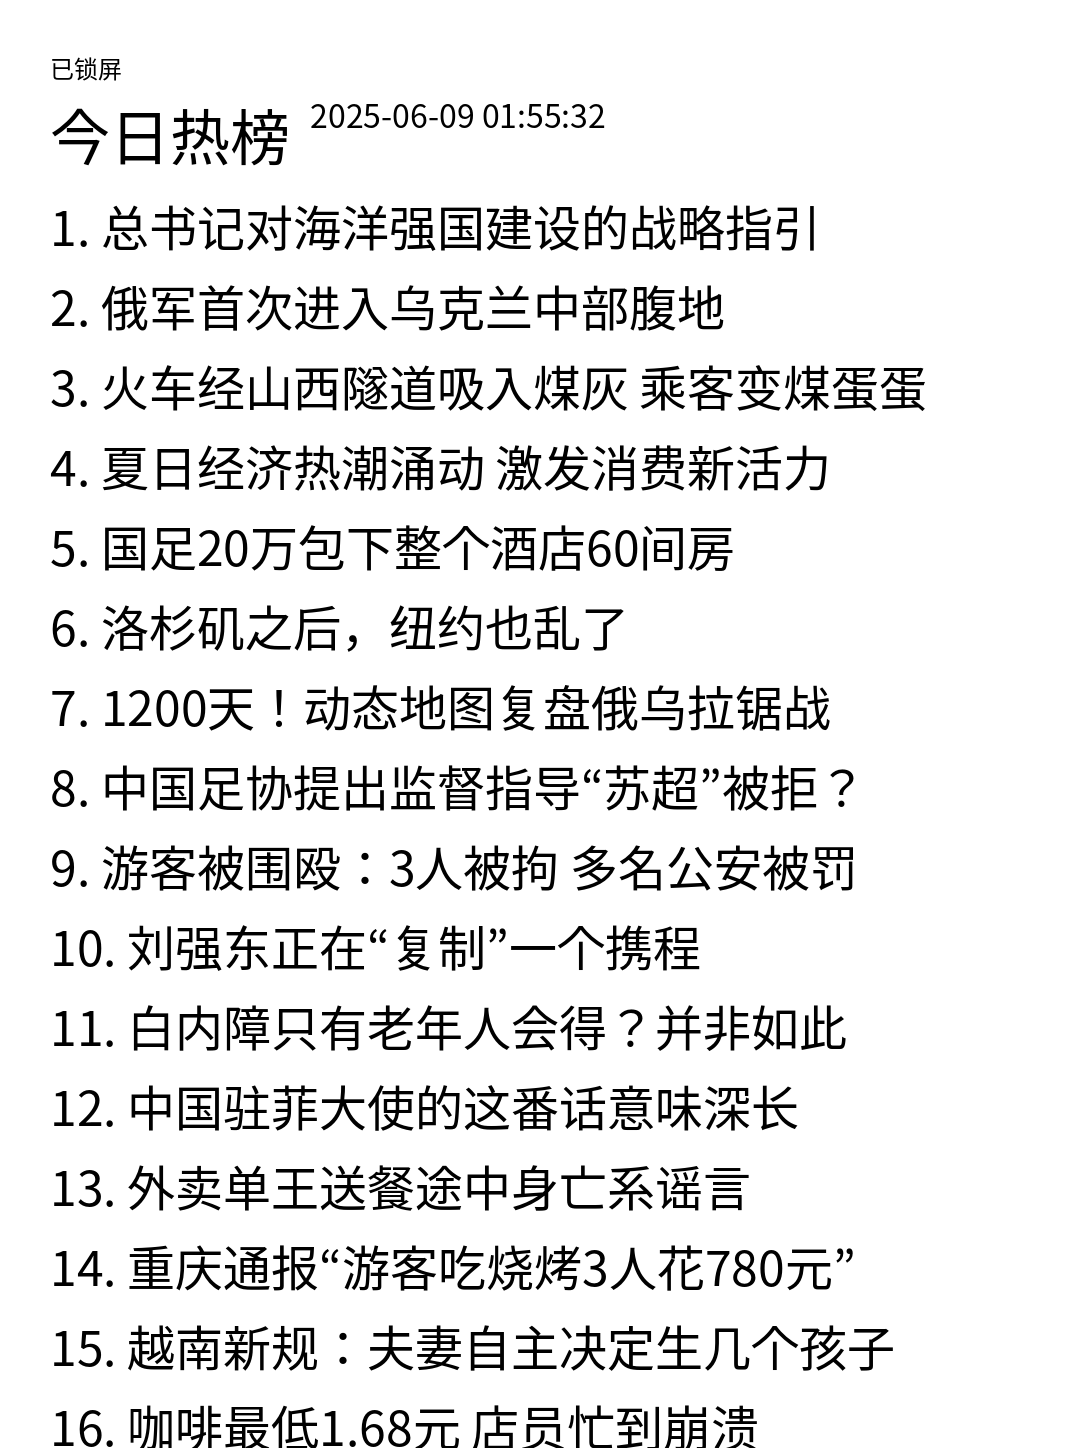 已锁屏
今日热榜 2025-06-09 01:55:32
1. 总书记对海洋强国建设的战略指引
2. 俄军首次进入乌克兰中部腹地
3. 火车经山西隧道吸入煤灰 乘客变煤蛋蛋
4. 夏日经济热潮涌动 激发消费新活力
5. 国足20万包下整个酒店60间房
6. 洛杉矶之后，纽约也乱了
7. 1200天！动态地图复盘俄乌拉锯战
8. 中国足协提出监督指导“苏超”被拒？
9. 游客被围殴：3人被拘 多名公安被罚
10. 刘强东正在“复制”一个携程
11. 白内障只有老年人会得？并非如此
12. 中国驻菲大使的这番话意味深长
13. 外卖单王送餐途中身亡系谣言
14. 重庆通报“游客吃烧烤3人花780元”
15. 越南新规：夫妻自主决定生几个孩子
16. 咖啡最低1.68元 店员忙到崩溃